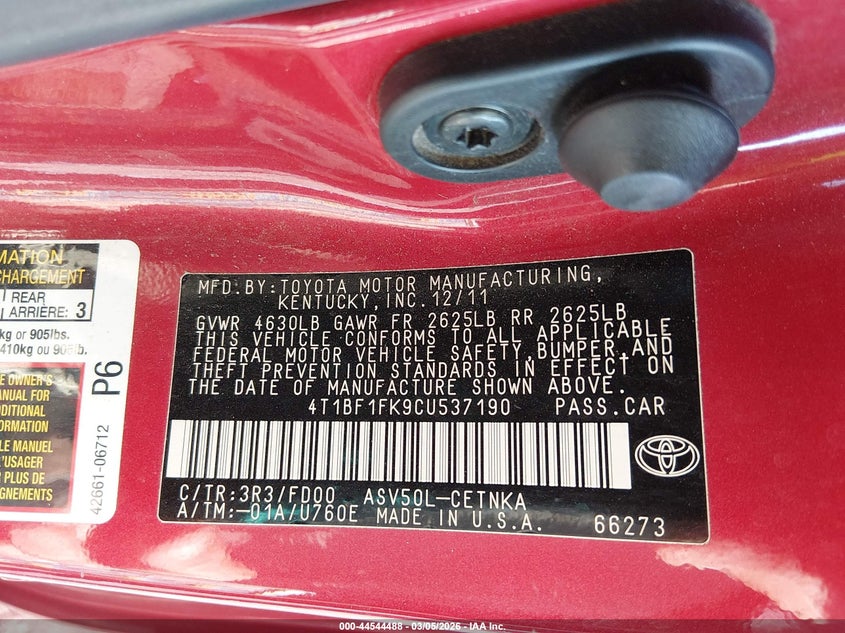 MATION
CHARGEMENT
REAR
ARRIÈRE: 3
kg or 905lbs.
410kg ou 905lb.
E OWNER'S
ANUAL FOR
DDITIONAL
FORMATION
LE MANUEL
L'USAGER
R PLUS DE
GNEMENTS
P6
42661-06712
MFD.BY:TOYOTA MOTOR MANUFACTURING,
KENTUCKY,INC.12/11
GVWR 4630LB GAWR FR 2625LB RR 2625LB
THIS VEHICLE CONFORMS TO ALL APPLICABLE
FEDERAL MOTOR VEHICLE SAFETY,BUMPER,AND
THEFT PREVENTION STANDARDS IN EFFECT ON
THE DATE OF MANUFACTURE SHOWN ABOVE.
4T1BF1FK9CU537190 PASS.CAR
C/TR:3R3/FD00 ASV50L-CETNKA
A/TM:-01A/U760E MADE IN U.S.A. 66273
000-44544488 - 03/05/2026 - IAA Inc.